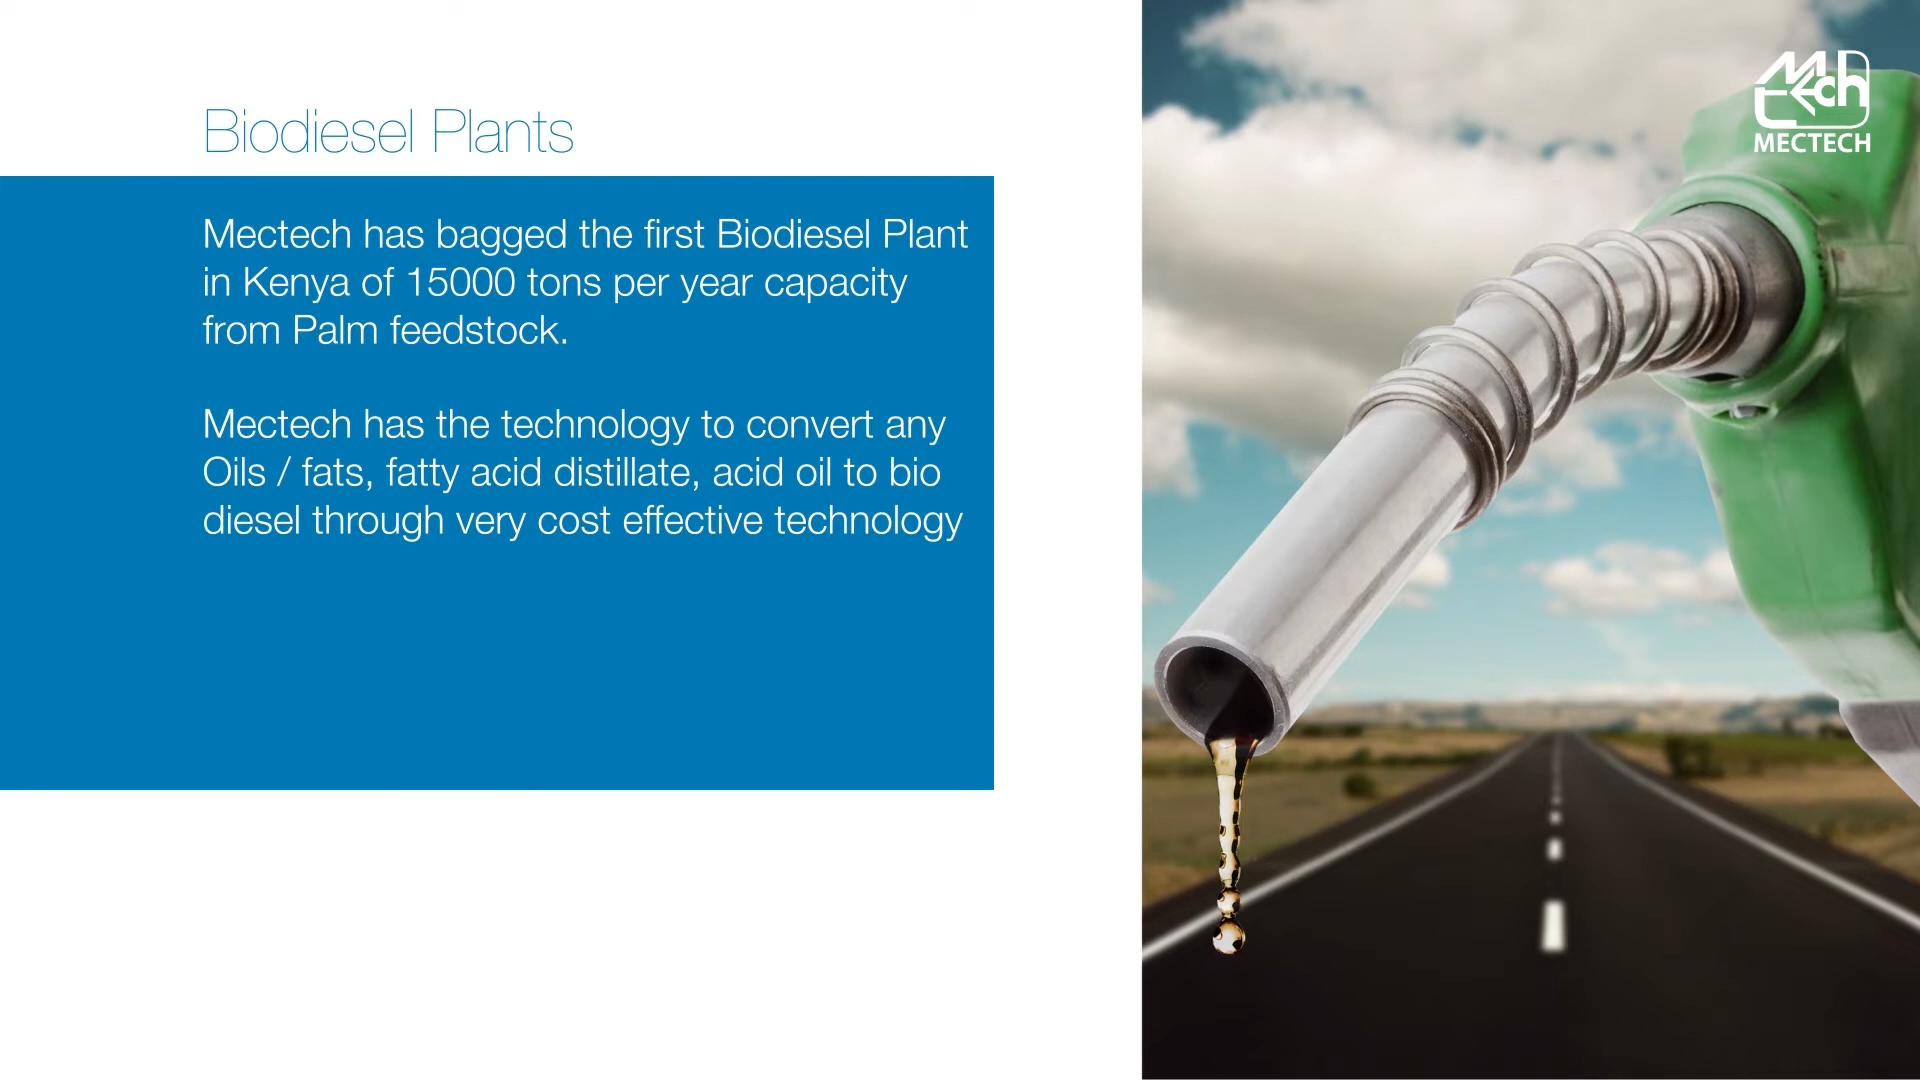 Biodiesel Plants
Mectech has bagged the first Biodiesel Plant
in Kenya of 15000 tons per year capacity
from Palm feedstock.
Mectech has the technology to convert any
Oils / fats, fatty acid distillate, acid oil to bio
diesel through very cost effective technology
Mtech
MECTECH